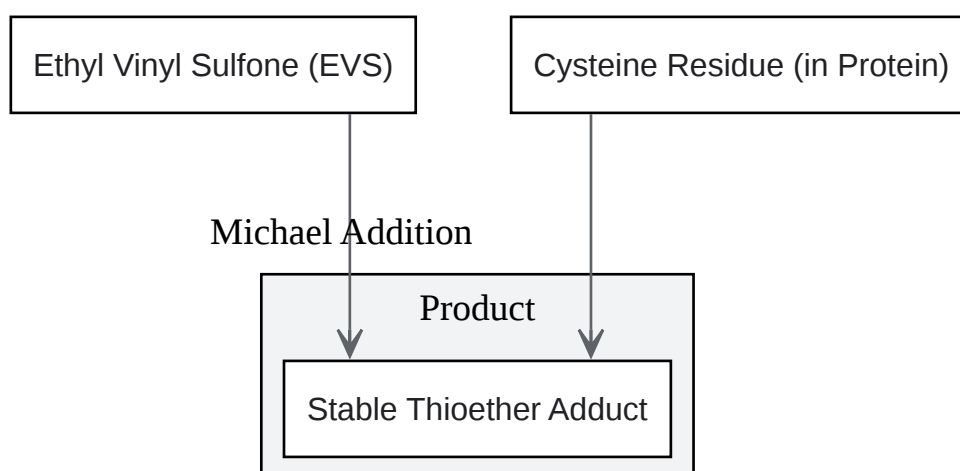 Ethyl Vinyl Sulfone (EVS)
Cysteine Residue (in Protein)
Michael Addition
Product
Stable Thioether Adduct